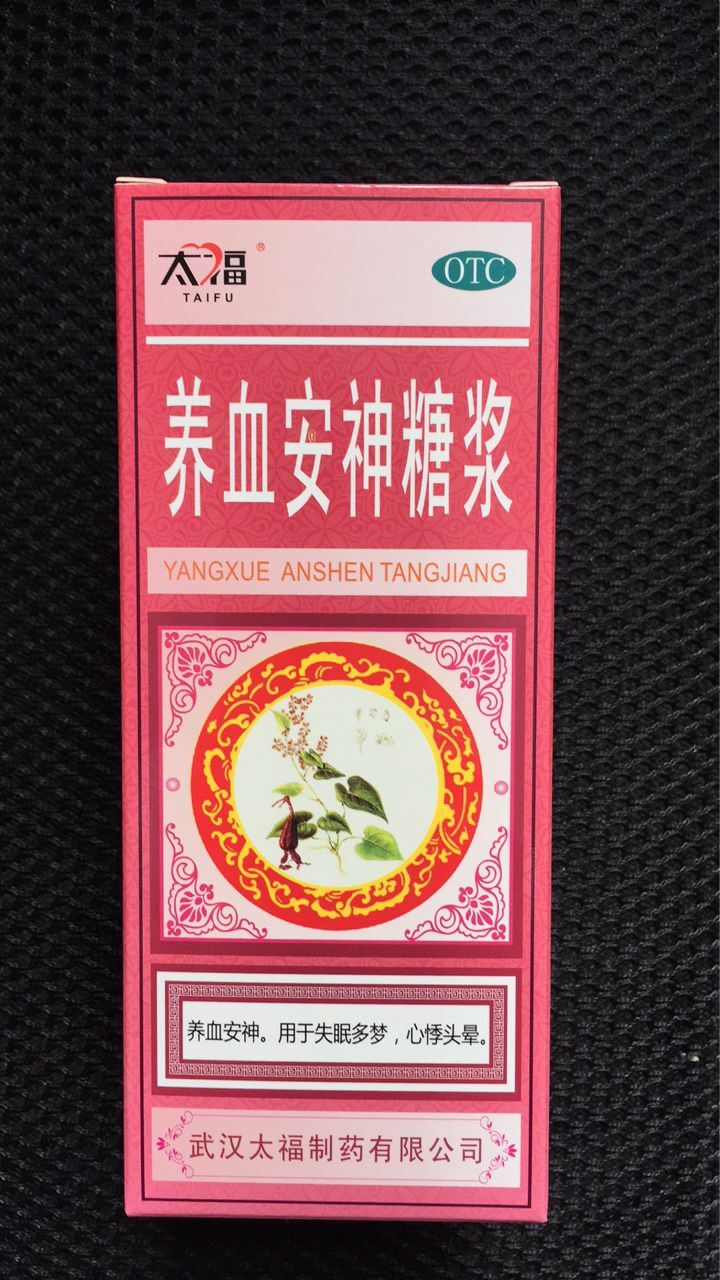 太福®
TAIFU
OTC
养血安神糖浆
YANGXUE ANSHEN TANGJIANG
养血安神。用于失眠多梦，心悸头晕。
武汉太福制药有限公司